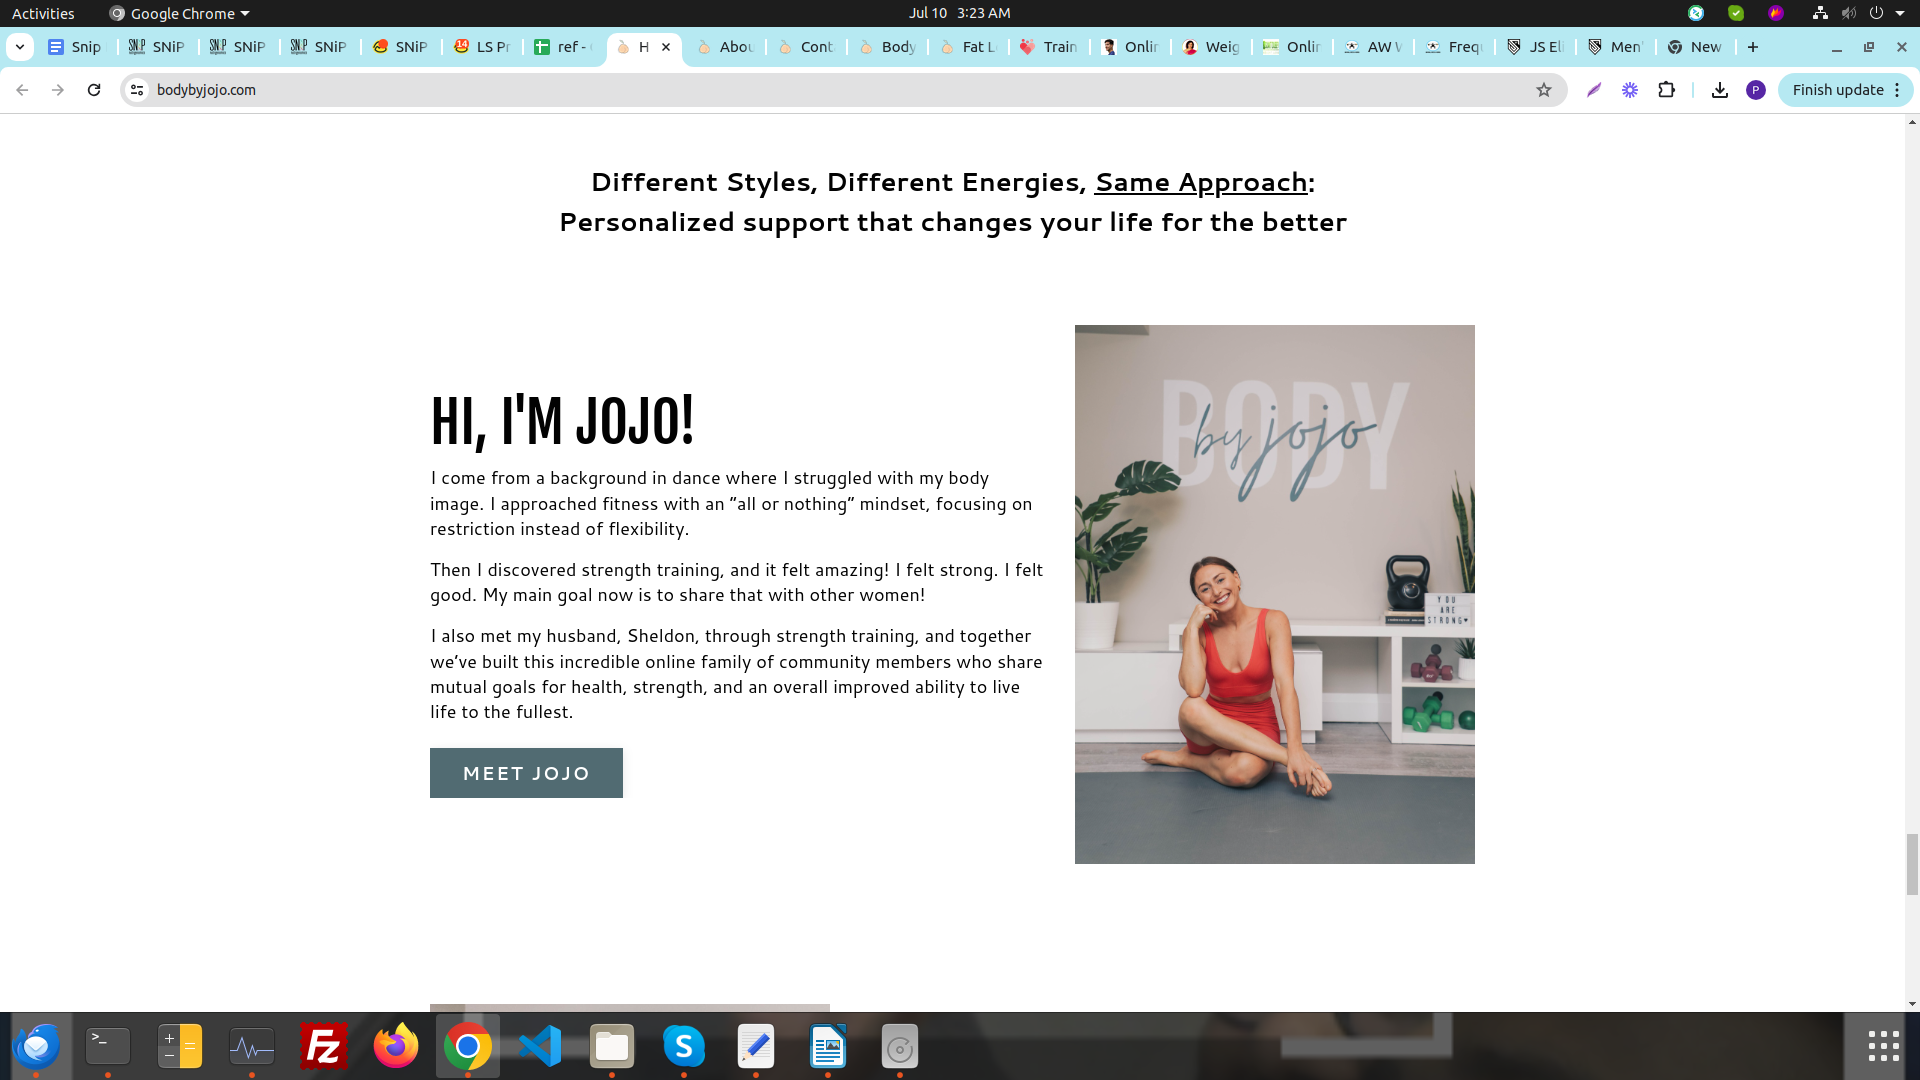 Activities
Google Chrome
Jul 10 3:23 AM
Snip
SNiP
SNiP
SNiP
SNiP
LS Pr
ref -
H
Abou
Cont
Body
Fat L
Train
Onlin
Weig
Onlin
AW W
Frequ
JS Eli
Men'
New
bodybyjojo.com
P
Finish update
Different Styles, Different Energies, Same Approach:
Personalized support that changes your life for the better
HI, I'M JOJO!
I come from a background in dance where I struggled with my body
image. I approached fitness with an “all or nothing” mindset, focusing on
restriction instead of flexibility.
Then I discovered strength training, and it felt amazing! I felt strong. I felt
good. My main goal now is to share that with other women!
I also met my husband, Sheldon, through strength training, and together
we’ve built this incredible online family of community members who share
mutual goals for health, strength, and an overall improved ability to live
life to the fullest.
MEET JOJO
BODY
by jojo
YOU
ARE
STRONG